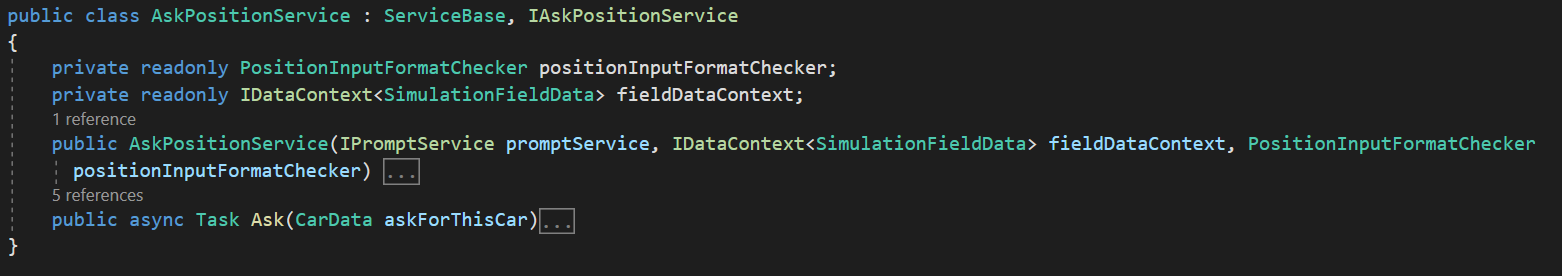 public class AskPositionService : ServiceBase, IAskPositionService
{
private readonly PositionInputFormatChecker positionInputFormatChecker;
private readonly IDataContext<SimulationFieldData> fieldDataContext;
1 reference
public AskPositionService(IPromptService promptService, IDataContext<SimulationFieldData> fieldDataContext, PositionInputFormatChecker
positionInputFormatChecker) ...
5 references
public async Task Ask(CarData askForThisCar)...
}